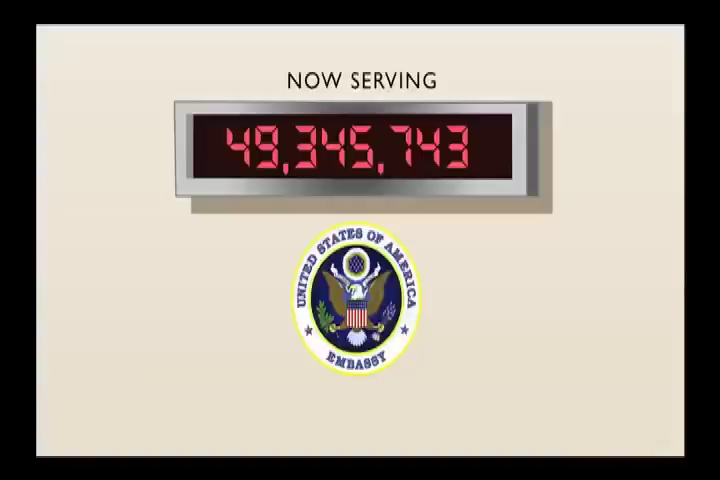 NOW SERVING
49,345,743
UNITED STATES OF AMERICA
EMBASSY